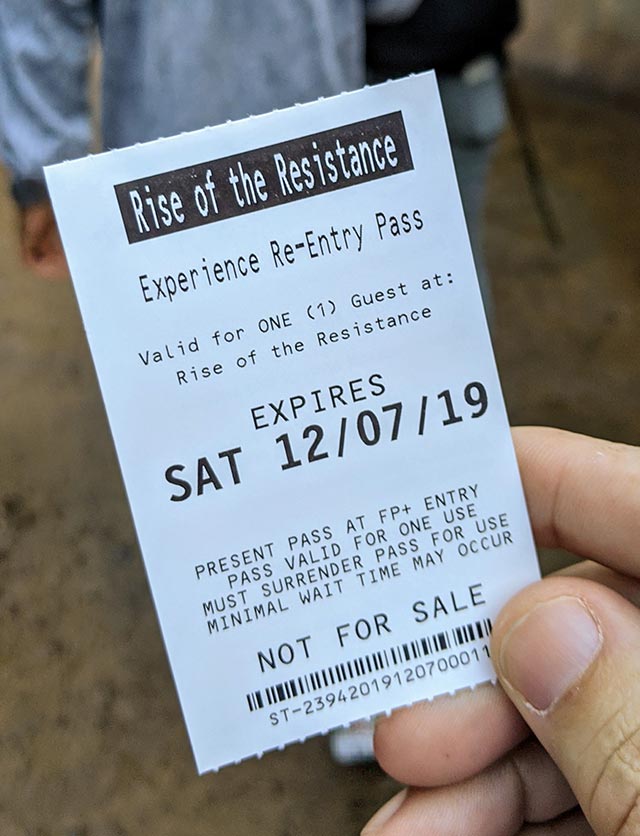 Rise of the Resistance
Experience Re-Entry Pass
Valid for ONE (1) Guest at:
Rise of the Resistance
EXPIRES
SAT 12/07/19
PRESENT PASS AT FP+ ENTRY
PASS VALID FOR ONE USE
MUST SURRENDER PASS FOR USE
MINIMAL WAIT TIME MAY OCCUR
NOT FOR SALE
ST-23942019120700011